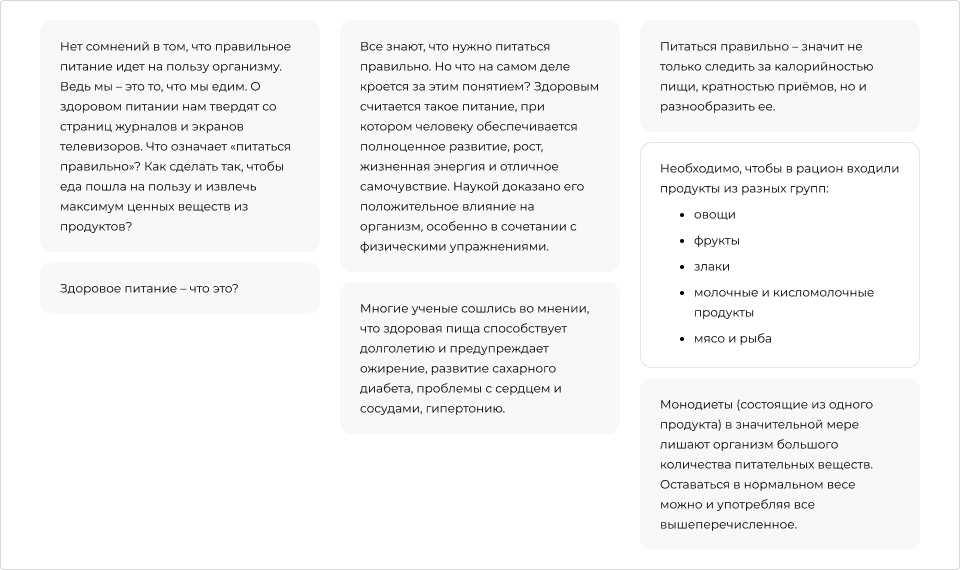 Нет сомнений в том, что правильное
питание идет на пользу организму.
Ведь мы – это то, что мы едим. О
здоровом питании нам твердят со
страниц журналов и экранов
телевизоров. Что означает «питаться
правильно»? Как сделать так, чтобы
еда пошла на пользу и извлечь
максимум ценных веществ из
продуктов?
Здоровое питание – что это?
Все знают, что нужно питаться
правильно. Но что на самом деле
кроется за этим понятием? Здоровым
считается такое питание, при
котором человеку обеспечивается
полноценное развитие, рост,
жизненная энергия и отличное
самочувствие. Наукой доказано его
положительное влияние на
организм, особенно в сочетании с
физическими упражнениями.
Многие ученые сошлись во мнении,
что здоровая пища способствует
долголетию и предупреждает
ожирение, развитие сахарного
диабета, проблемы с сердцем и
сосудами, гипертонию.
Питаться правильно – значит не
только следить за калорийностью
пищи, кратностью приёмов, но и
разнообразить ее.
Необходимо, чтобы в рацион входили
продукты из разных групп:
• овощи
• фрукты
• злаки
• молочные и кисломолочные
продукты
• мясо и рыба
Монодиеты (состоящие из одного
продукта) в значительной мере
лишают организм большого
количества питательных веществ.
Оставаться в нормальном весе
можно и употребляя все
вышеперечисленное.